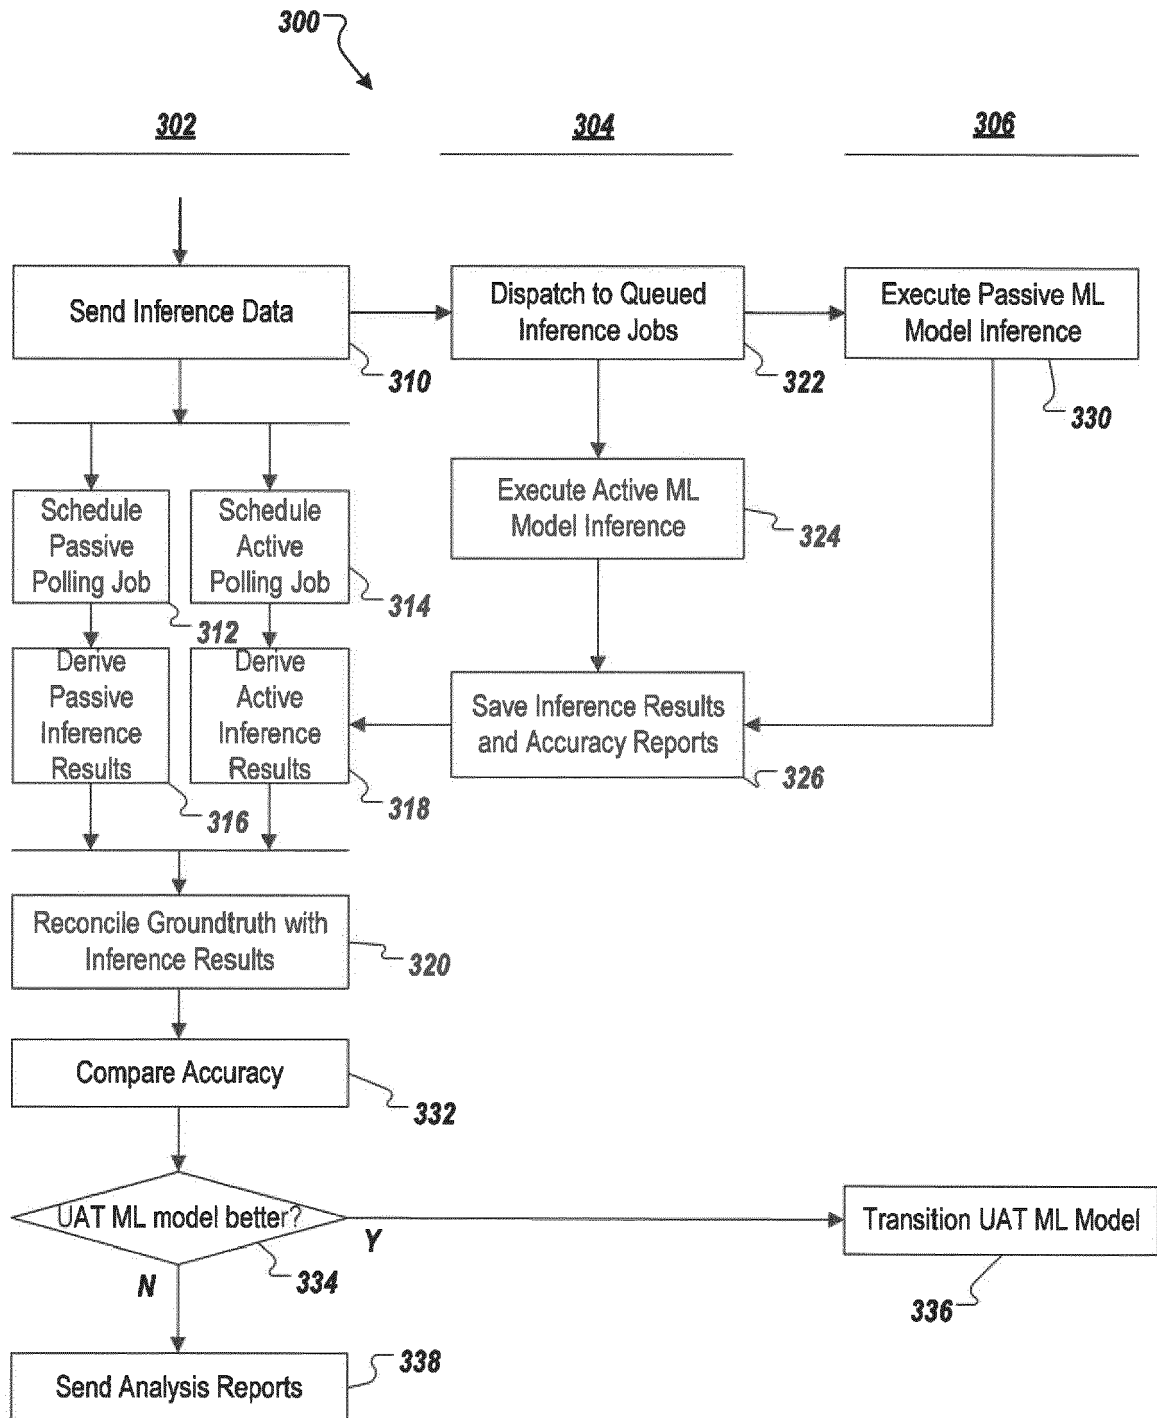 300
302
304
306
Send Inference Data
310
Dispatch to Queued
Inference Jobs
322
Execute Passive ML
Model Inference
330
Schedule
Passive
Polling Job
312
Schedule
Active
Polling Job
314
Execute Active ML
Model Inference
324
Derive
Passive
Inference
Results
316
Derive
Active
Inference
Results
318
Save Inference Results
and Accuracy Reports
326
Reconcile Groundtruth with
Inference Results
320
Compare Accuracy
332
UAT ML model better?
334
Y
N
Transition UAT ML Model
336
Send Analysis Reports
338